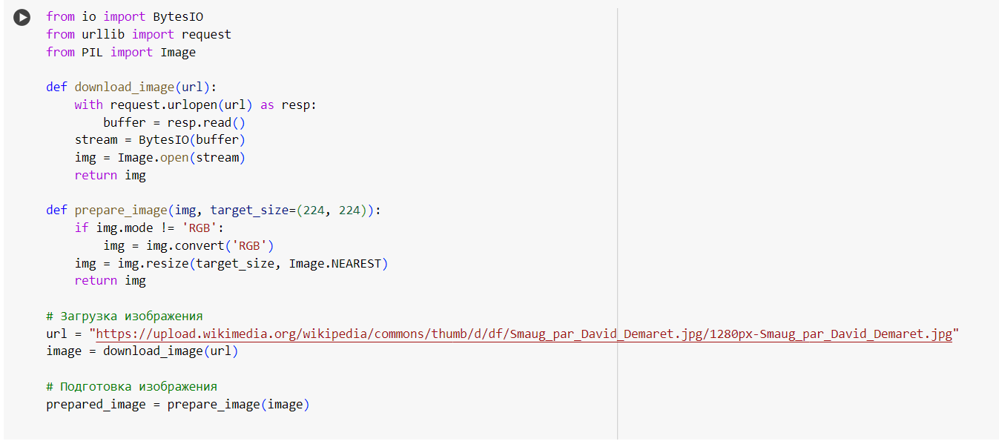 from io import BytesIO
from urllib import request
from PIL import Image

def download_image(url):
    with request.urlopen(url) as resp:
        buffer = resp.read()
    stream = BytesIO(buffer)
    img = Image.open(stream)
    return img

def prepare_image(img, target_size=(224, 224)):
    if img.mode != 'RGB':
        img = img.convert('RGB')
    img = img.resize(target_size, Image.NEAREST)
    return img

# Загрузка изображения
url = "https://upload.wikimedia.org/wikipedia/commons/thumb/d/df/Smaug_par_David_Demaret.jpg/1280px-Smaug_par_David_Demaret.jpg"
image = download_image(url)

# Подготовка изображения
prepared_image = prepare_image(image)